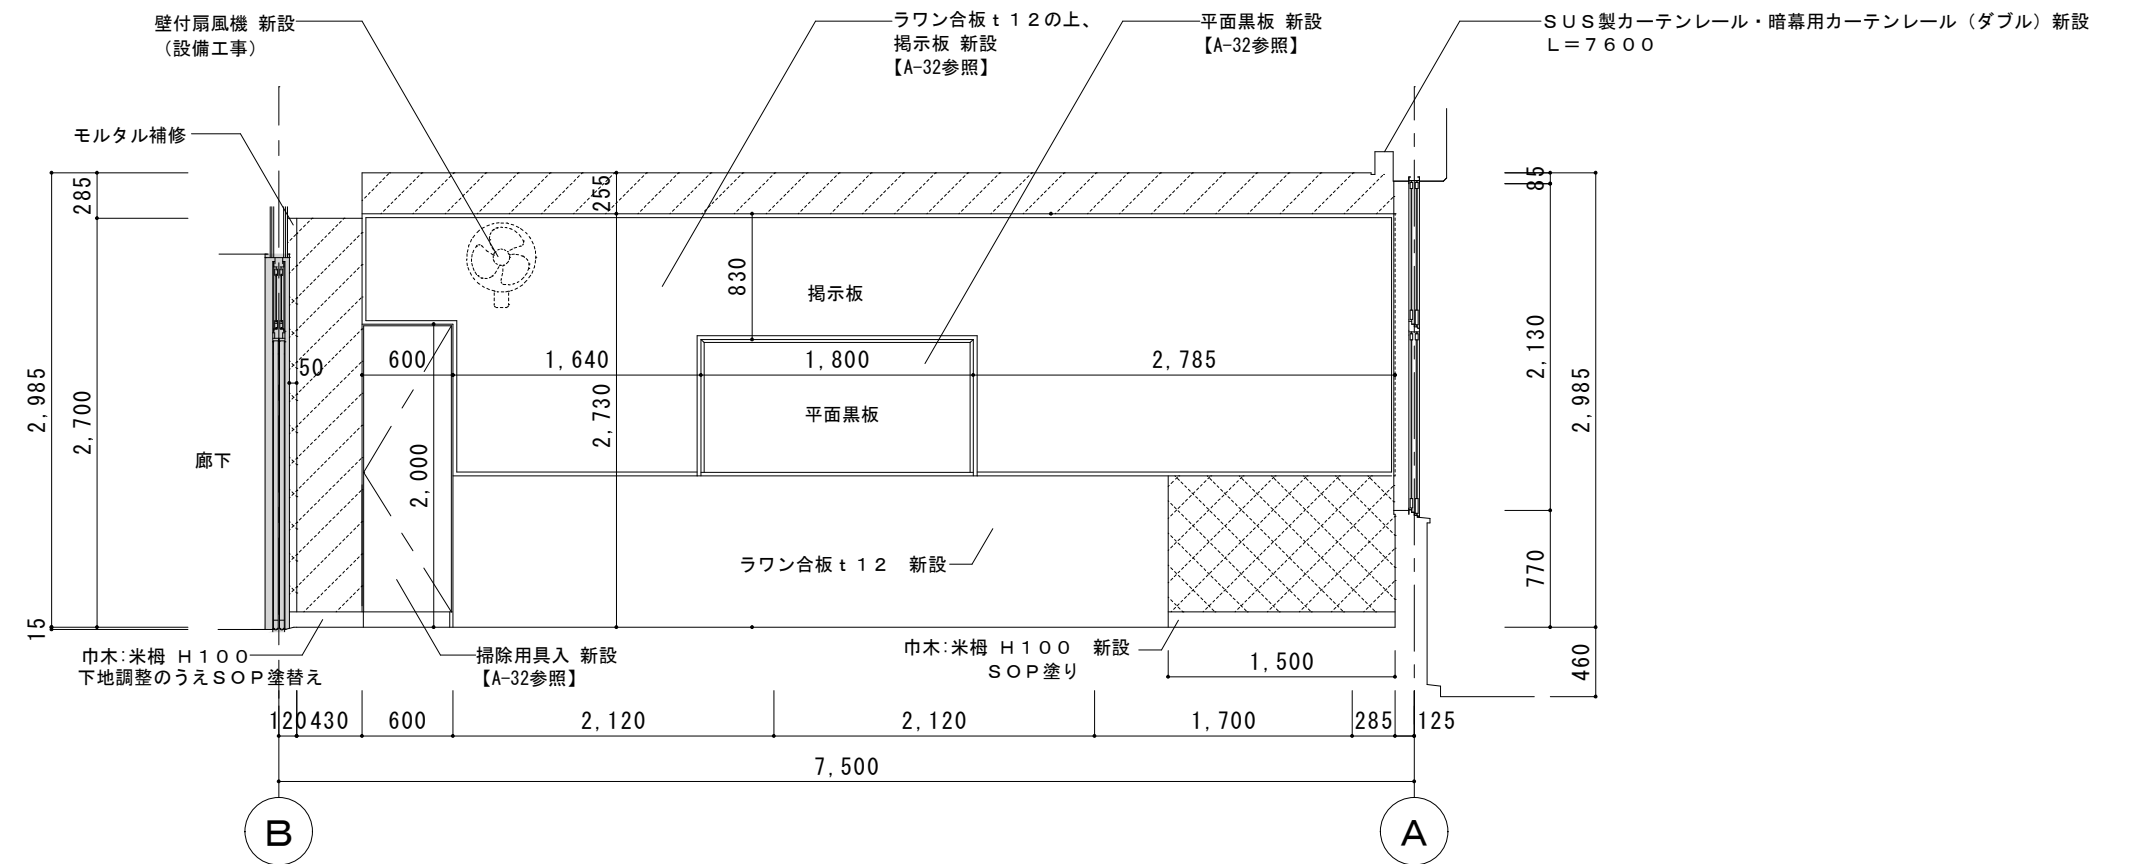 壁付扇風機 新設
(設備工事)
ラワン合板t12の上、
掲示板 新設
【A-32参照】
平面黒板 新設
【A-32参照】
SUS製カーテンレール・暗幕用カーテンレール（ダブル）新設
L=7600
モルタル補修
285
255
85
830
掲示板
2,130
50
600
1,640
1,800
2,785
2,985
2,700
2,730
2,985
平面黒板
廊下
2,000
ラワン合板t12 新設
770
15
巾木:米栂 H100
下地調整のうえSOP塗替え
掃除用具入 新設
【A-32参照】
巾木:米栂 H100 新設
SOP塗り
1,500
460
120
430
600
2,120
2,120
1,700
285
125
7,500
B
A